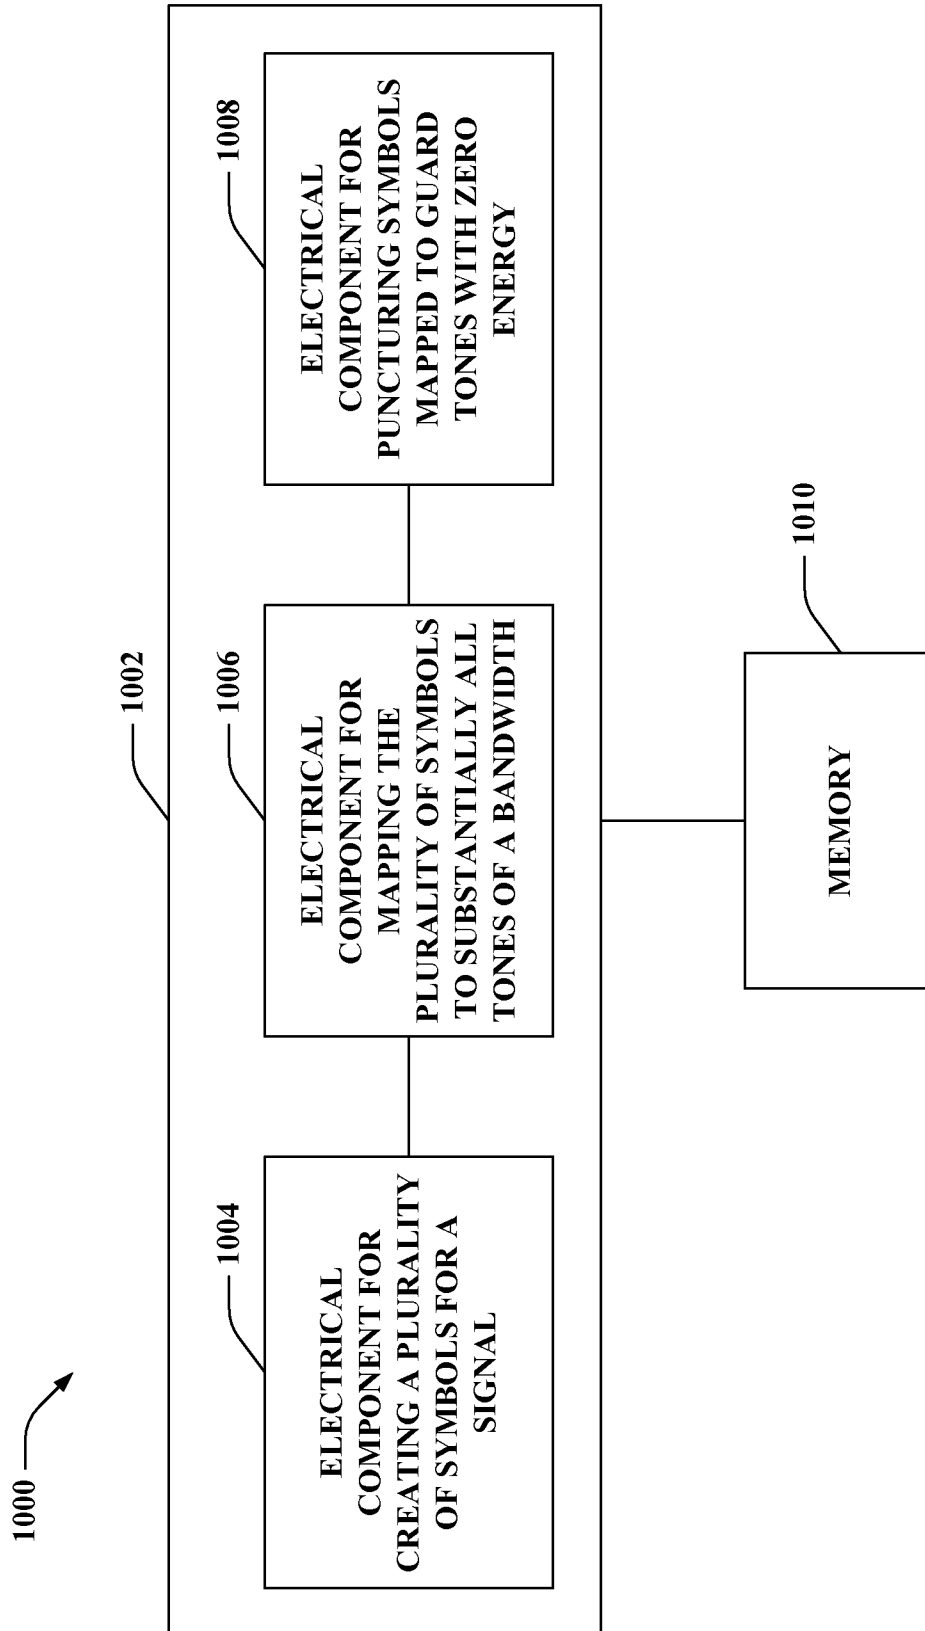 1000
1002
1004
ELECTRICAL
COMPONENT FOR
CREATING A PLURALITY
OF SYMBOLS FOR A
SIGNAL
1006
ELECTRICAL
COMPONENT FOR
MAPPING THE
PLURALITY OF SYMBOLS
TO SUBSTANTIALLY ALL
TONES OF A BANDWIDTH
1008
ELECTRICAL
COMPONENT FOR
PUNCTURING SYMBOLS
MAPPED TO GUARD
TONES WITH ZERO
ENERGY
1010
MEMORY